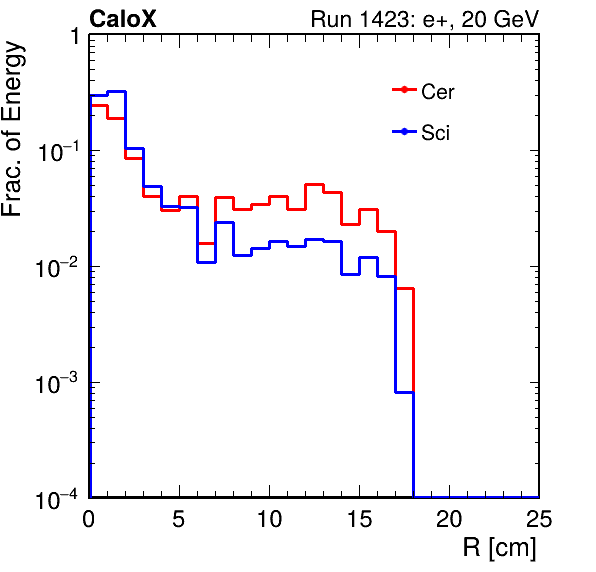 CaloX Run 1423: e+, 20 GeV
Frac. of Energy
1
10⁻¹
10⁻²
10⁻³
10⁻⁴
Cer
Sci
0 5 10 15 20 25
R [cm]